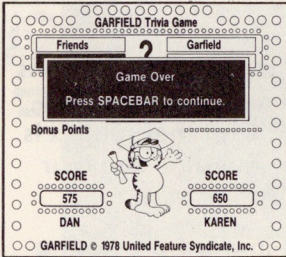 GARFIELD Trivia Game
Friends ? Garfield
Game Over
Press SPACEBAR to continue.
Bonus Points
SCORE SCORE
575 650
DAN KAREN
GARFIELD © 1978 United Feature Syndicate, Inc.